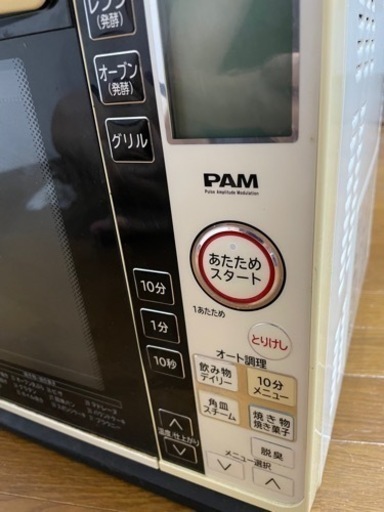 レンジ
(発酵)
オーブン
(発酵)
グリル
PAM
Pulse Amplitude Modulation
あたため
スタート
1あたため
10分
1分
10秒
とりけし
オート調理
飲み物
デイリー
10分
メニュー
角皿
スチーム
焼き物
焼き菓子
脱臭
温度/仕上がり
メニュー選択